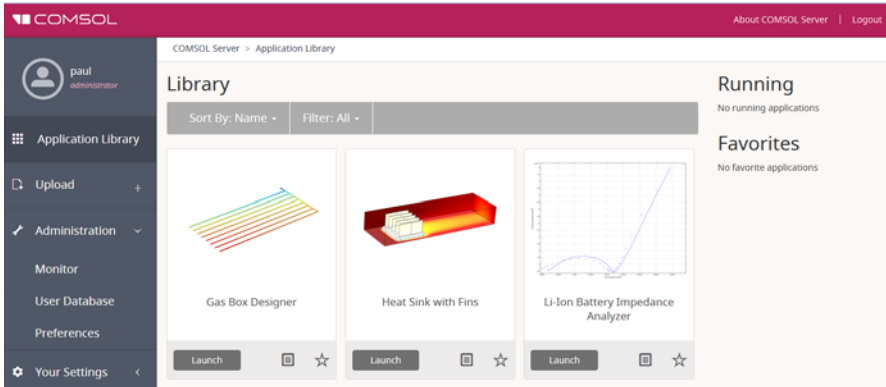 COMSOL
About COMSOL Server | Logout
paul
administrator
COMSOL Server > Application Library
Application Library
Upload
Administration
Monitor
User Database
Preferences
Your Settings
Library
Sort By: Name
Filter: All
Gas Box Designer
Launch
Heat Sink with Fins
Launch
Li-Ion Battery Impedance
Analyzer
Launch
Running
No running applications
Favorites
No favorite applications